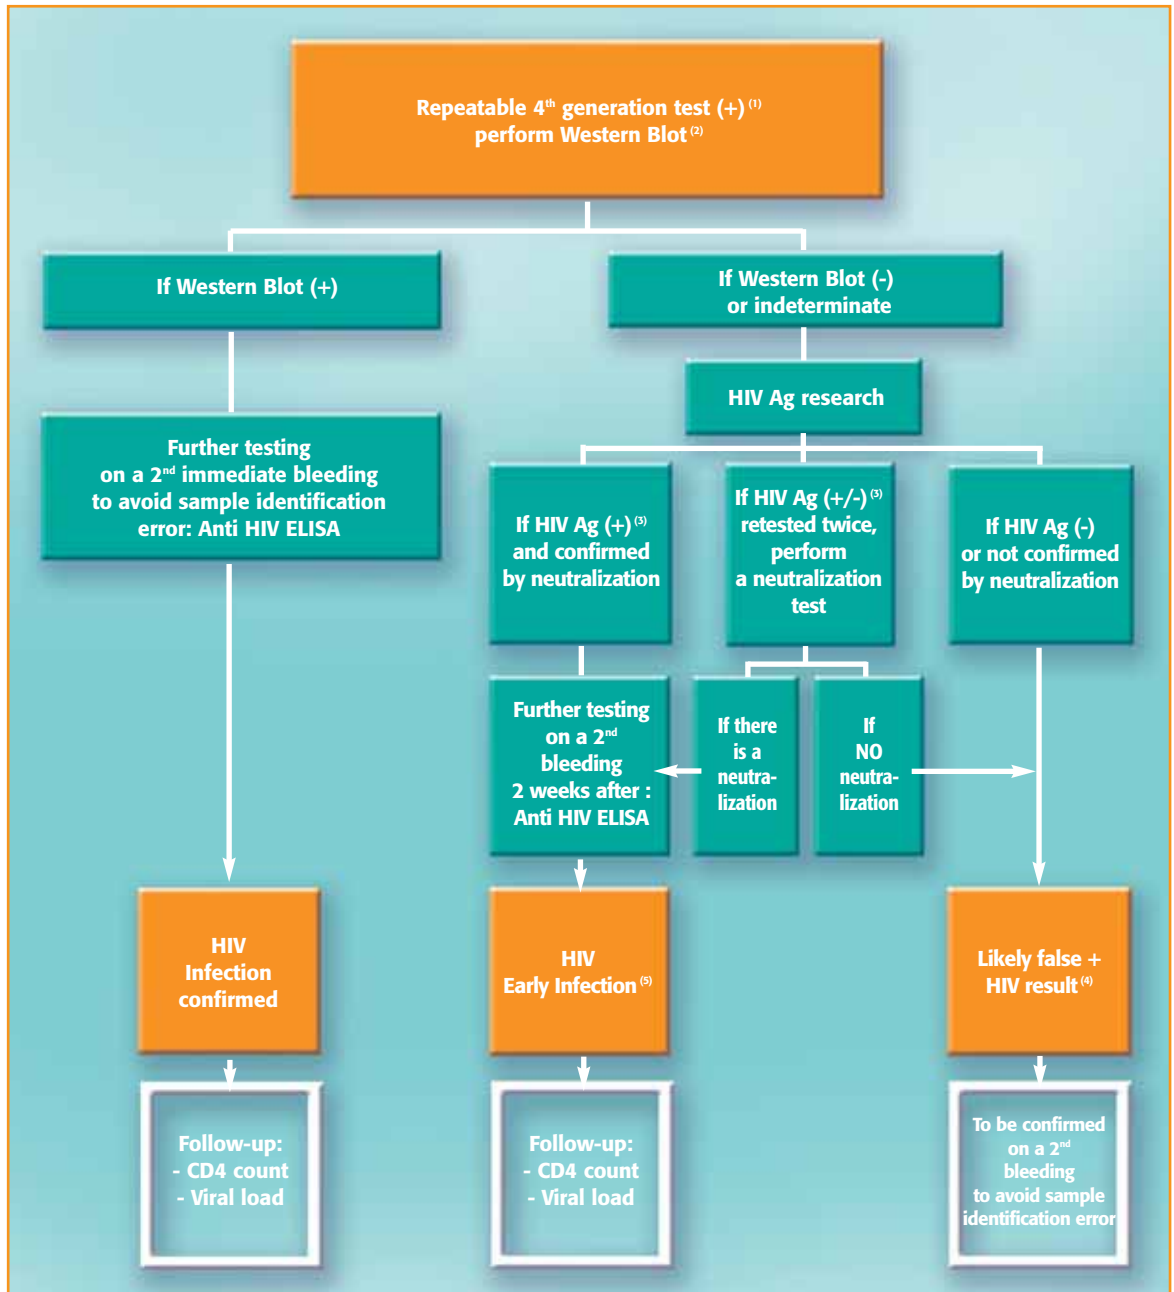 Repeatable 4th generation test (+) (1)
perform Western Blot (2)
If Western Blot (+)
If Western Blot (-)
or indeterminate
HIV Ag research
Further testing
on a 2nd immediate bleeding
to avoid sample identification
error: Anti HIV ELISA
If HIV Ag (+) (3)
and confirmed
by neutralization
If HIV Ag (+/-) (3)
retested twice,
perform
a neutralization
test
If HIV Ag (-)
or not confirmed
by neutralization
Further testing
on a 2nd
bleeding
2 weeks after :
Anti HIV ELISA
If there
is a
neutra-
lization
If
NO
neutra-
lization
HIV
Infection
confirmed
HIV
Early Infection (5)
Likely false +
HIV result (4)
Follow-up:
- CD4 count
- Viral load
Follow-up:
- CD4 count
- Viral load
To be confirmed
on a 2nd
bleeding
to avoid sample
identification error